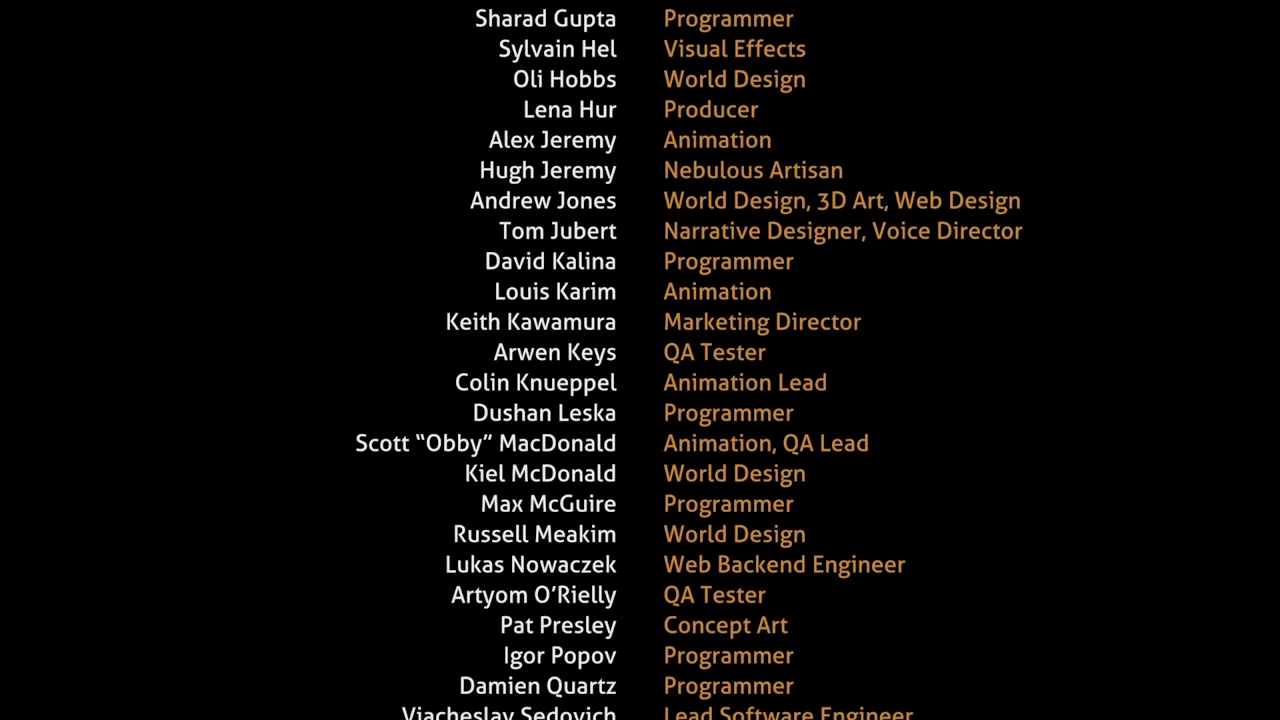 Sharad Gupta Programmer
Sylvain Hel Visual Effects
Oli Hobbs World Design
Lena Hur Producer
Alex Jeremy Animation
Hugh Jeremy Nebulous Artisan
Andrew Jones World Design, 3D Art, Web Design
Tom Jubert Narrative Designer, Voice Director
David Kalina Programmer
Louis Karim Animation
Keith Kawamura Marketing Director
Arwen Keys QA Tester
Colin Knueppel Animation Lead
Dushan Leska Programmer
Scott “Obby” MacDonald Animation, QA Lead
Kiel McDonald World Design
Max McGuire Programmer
Russell Meakim World Design
Lukas Nowaczek Web Backend Engineer
Artyom O’Rielly QA Tester
Pat Presley Concept Art
Igor Popov Programmer
Damien Quartz Programmer
Viacheslav Sedovich Lead Software Engineer